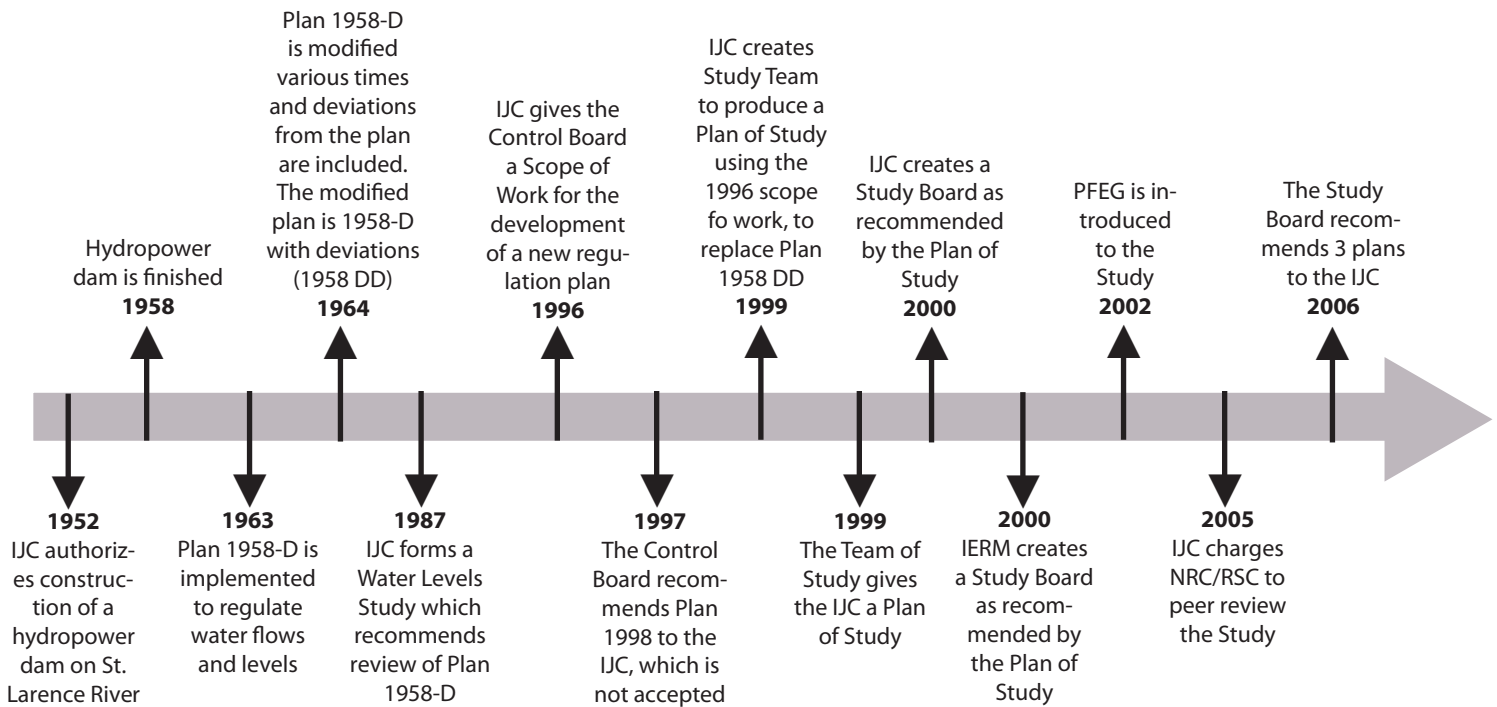 Plan 1958-D
is modified
various times
and deviations
from the plan
are included.
The modified
plan is 1958-D
with deviations
(1958 DD)
1964
IJC creates
Study Team
to produce a
Plan of Study
using the
1996 scope
fo work, to
replace Plan
1958 DD
1999
IJC gives the
Control Board
a Scope of
Work for the
development
of a new regu-
lation plan
1996
IJC creates a
Study Board as
recommended
by the Plan of
Study
2000
PFEG is in-
troduced
to the
Study
2002
The Study
Board recom-
mends 3 plans
to the IJC
2006
Hydropower
dam is finished
1958
1952
IJC authoriz-
es construc-
tion of a
hydropower
dam on St.
Larence River
1963
Plan 1958-D is
implemented
to regulate
water flows
and levels
1987
IJC forms a
Water Levels
Study which
recommends
review of Plan
1958-D
1997
The Control
Board recom-
mends Plan
1998 to the
IJC, which is
not accepted
1999
The Team of
Study gives
the IJC a Plan
of Study
2000
IERM creates
a Study Board
as recom-
mended by
the Plan of
Study
2005
IJC charges
NRC/RSC to
peer review
the Study